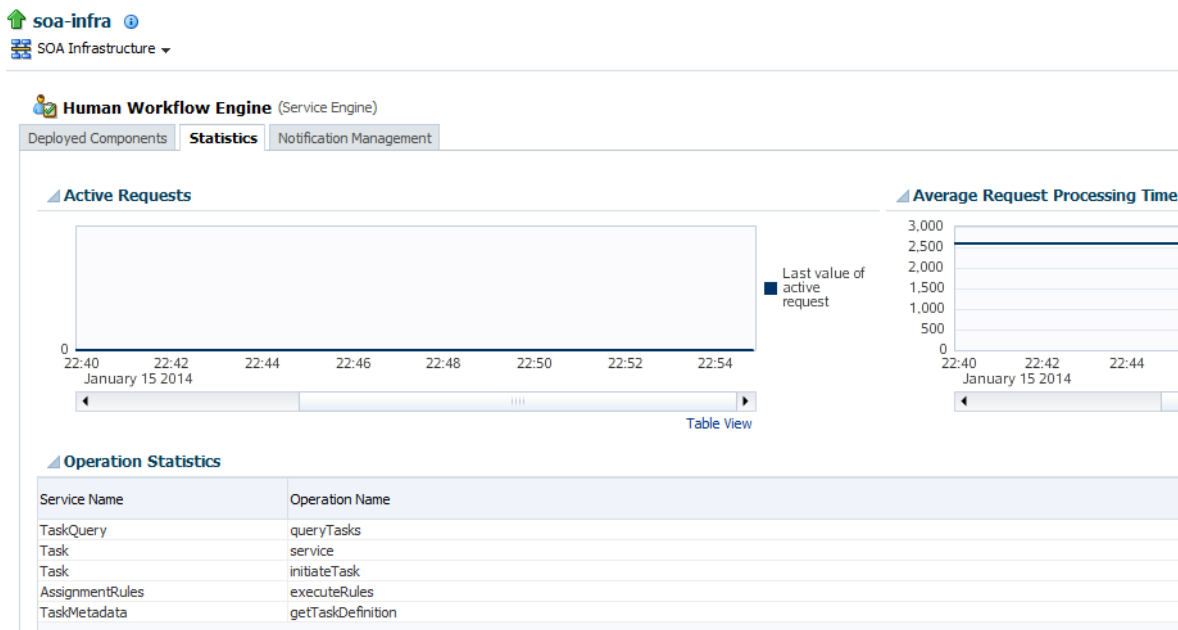 soa-infra
SOA Infrastructure
Human Workflow Engine (Service Engine)
Deployed Components Statistics Notification Management
Active Requests
0
22:40 22:42 22:44 22:46 22:48 22:50 22:52 22:54
January 15 2014
Last value of
active
request
Table View
Average Request Processing Time
3,000
2,500
2,000
1,500
1,000
500
0
22:40 22:42 22:44
January 15 2014
Operation Statistics
Service Name Operation Name
TaskQuery queryTasks
Task service
Task initiateTask
AssignmentRules executeRules
TaskMetadata getTaskDefinition